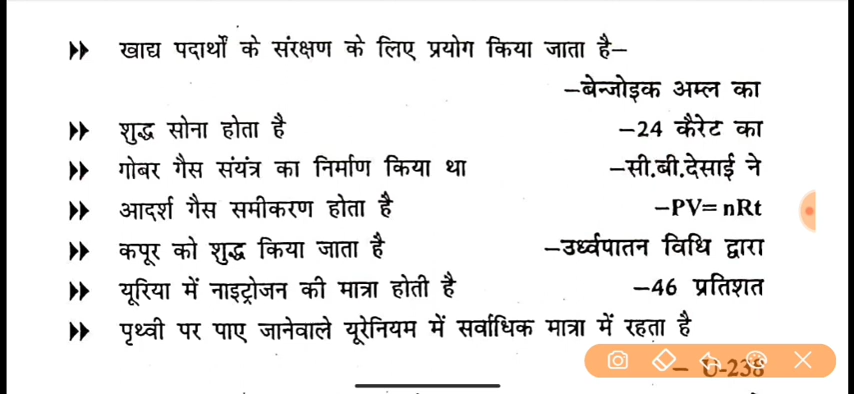 खाद्य पदार्थों के संरक्षण के लिए प्रयोग किया जाता है–
–बेन्जोइक अम्ल का
शुद्ध सोना होता है –24 कैरेट का
गोबर गैस संयंत्र का निर्माण किया था –सी.बी.देसाई ने
आदर्श गैस समीकरण होता है –PV= nRt
कपूर को शुद्ध किया जाता है –उर्ध्वपातन विधि द्वारा
यूरिया में नाइट्रोजन की मात्रा होती है –46 प्रतिशत
पृथ्वी पर पाए जानेवाले यूरेनियम में सर्वाधिक मात्रा में रहता है
– U-238